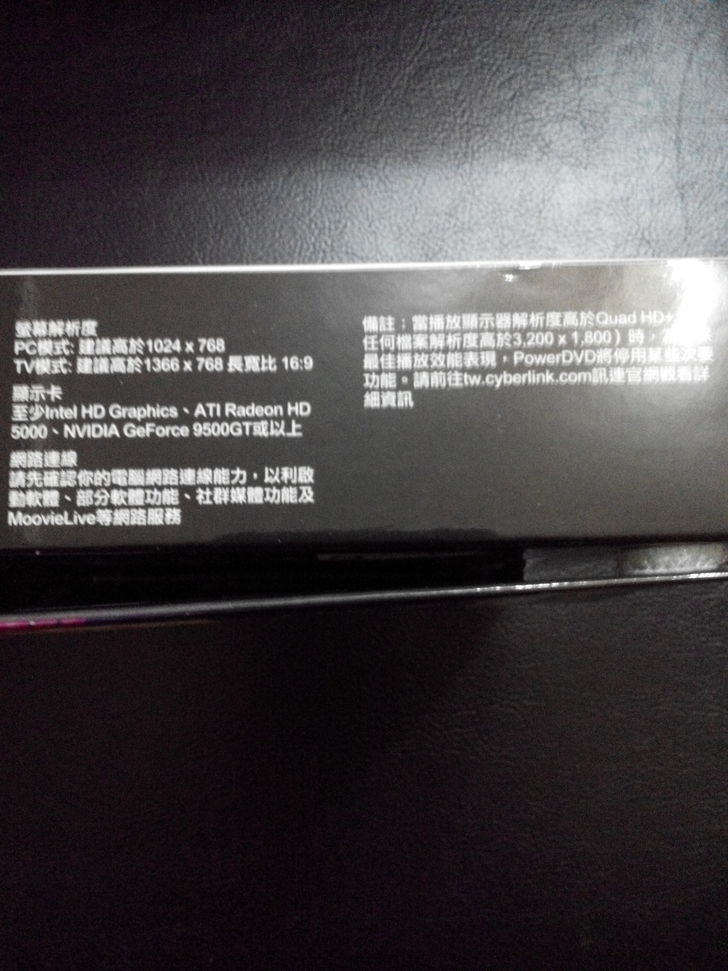 螢幕解析度
PC模式: 建議高於1024 x 768
TV模式: 建議高於1366 x 768 長寬比 16:9
顯示卡
至少Intel HD Graphics、ATI Radeon HD
5000、NVIDIA GeForce 9500GT或以上
網路連線
請先確認你的電腦網路連線能力，以利啟
動軟體、部分軟體功能、社群媒體功能及
MoovieLive等網路服務
備註：當播放顯示器解析度高於Quad HD+
任何檔案解析度高於3,200 x 1,800）時，
最佳播放效能表現，PowerDVD將停用某些次要
功能。請前往tw.cyberlink.com訊連官網觀看詳
細資訊